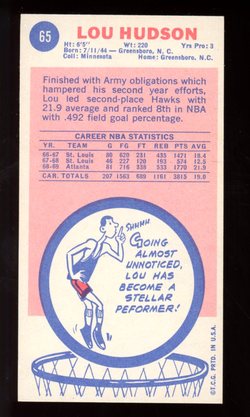 65
LOU HUDSON
Ht: 6'5" Wt: 220 Yrs Pro: 3
Born: 7/11/44 — Greensboro, N. C.
Coll: Minnesota Home: Greensboro, N.C.
Finished with Army obligations which
hampered his second year efforts,
Lou led second-place Hawks with
21.9 average and ranked 8th in NBA
with .492 field goal percentage.
CAREER NBA STATISTICS
YR. TEAM G FG FT REB PTS AVG
66-67 St. Louis 80 620 231 435 1471 18.4
67-68 St. Louis 46 227 120 193 574 12.5
68-69 Atlanta 81 716 338 533 1770 21.9
CAR. TOTALS 207 1563 689 1161 3815 19.0
SHHHH
GOING
ALMOST
UNNOTICED,
LOU HAS
BECOME A
STELLAR
PEFORMER!
©T.C.G. PRTD. IN U.S.A.